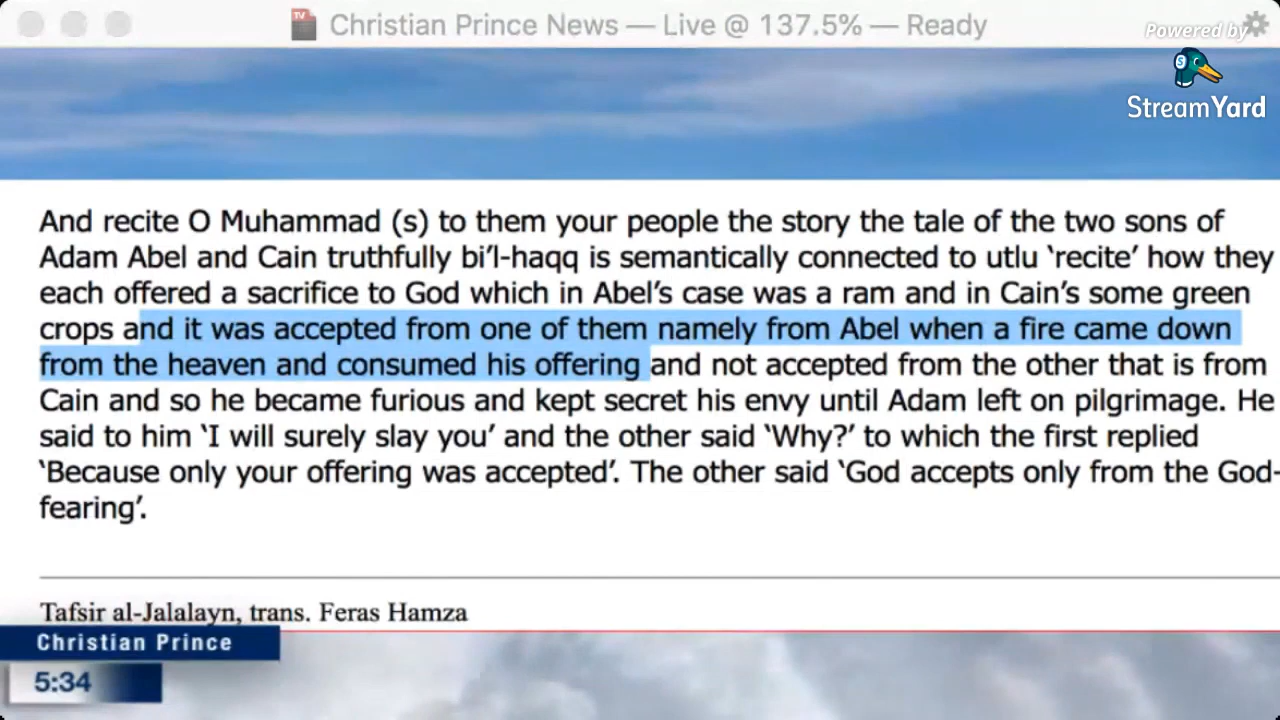 Christian Prince News — Live @ 137.5% — Ready
Powered by
StreamYard
And recite O Muhammad (s) to them your people the story the tale of the two sons of
Adam Abel and Cain truthfully bi’l-haqq is semantically connected to utlu ‘recite’ how they
each offered a sacrifice to God which in Abel’s case was a ram and in Cain’s some green
crops and it was accepted from one of them namely from Abel when a fire came down
from the heaven and consumed his offering and not accepted from the other that is from
Cain and so he became furious and kept secret his envy until Adam left on pilgrimage. He
said to him ‘I will surely slay you’ and the other said ‘Why?’ to which the first replied
‘Because only your offering was accepted’. The other said ‘God accepts only from the God-
fearing’.
Tafsir al-Jalalayn, trans. Feras Hamza
Christian Prince
5:34